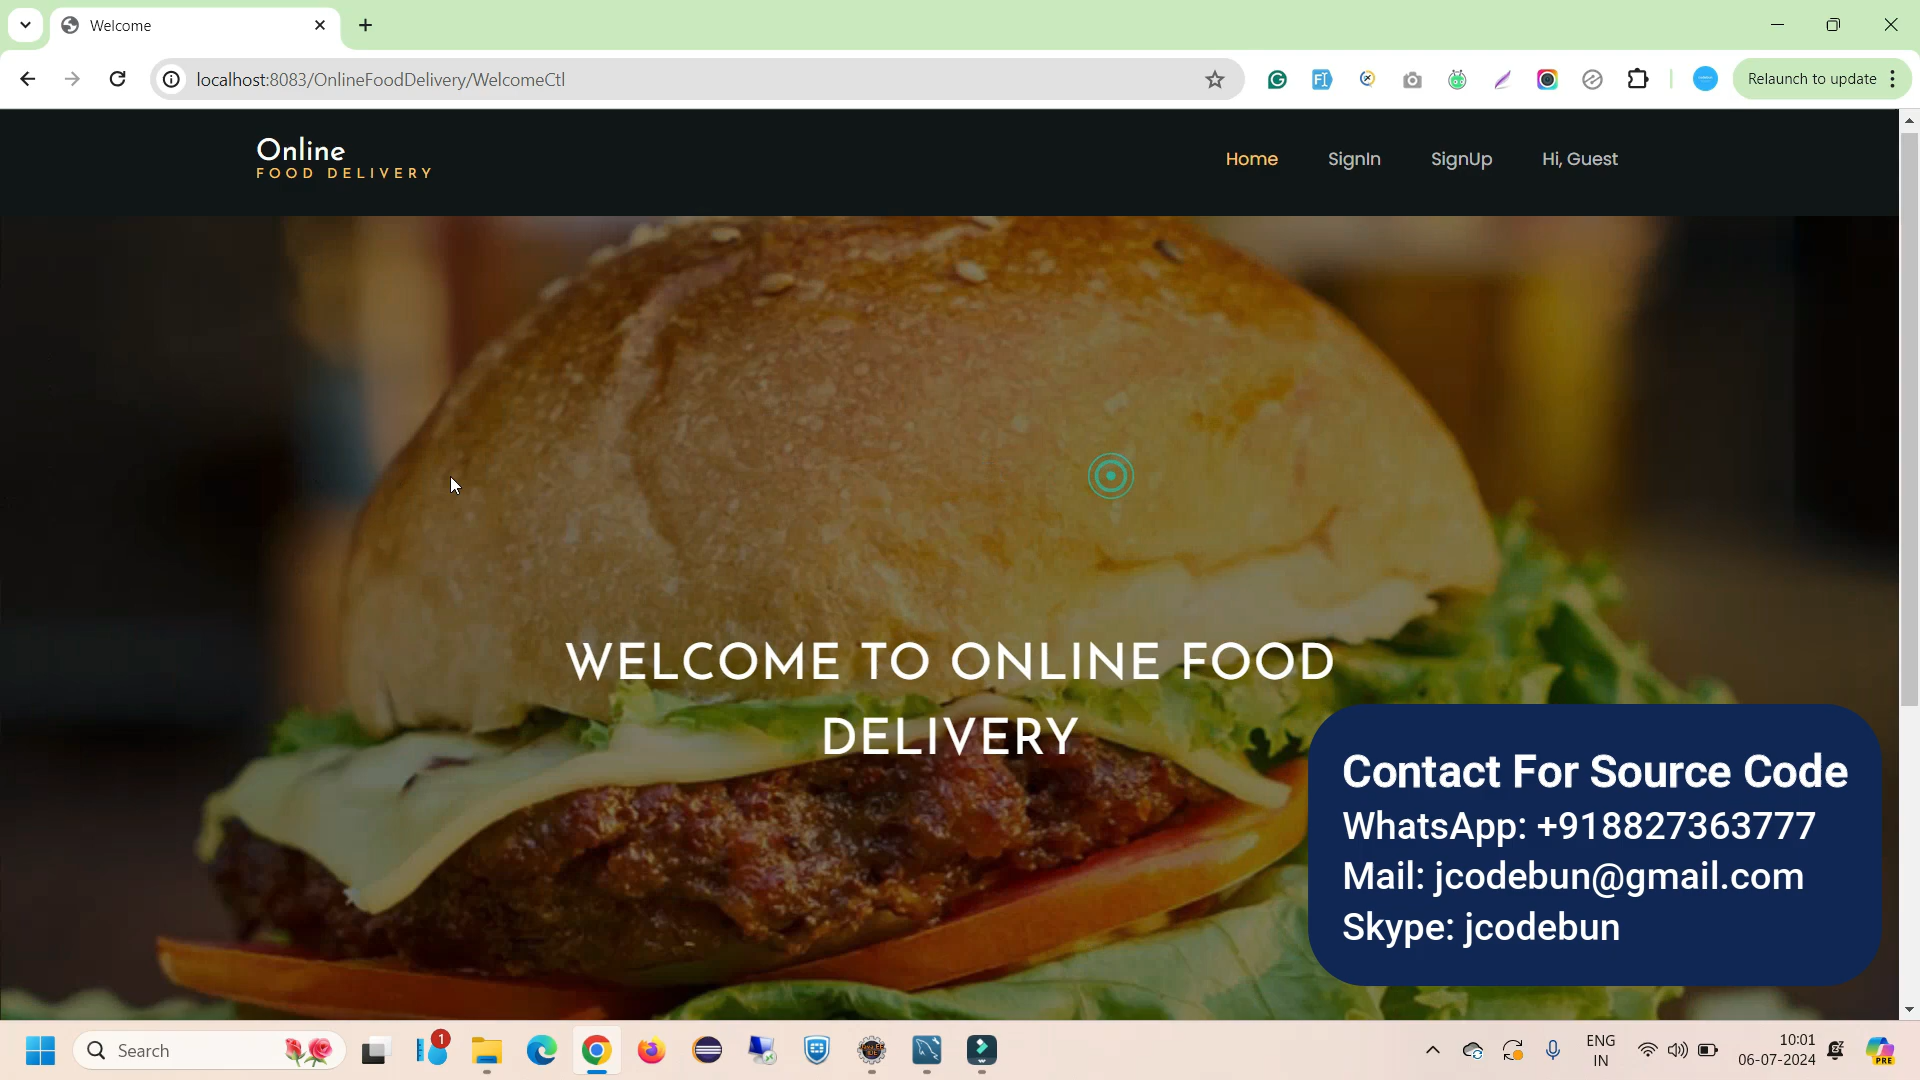 Welcome
localhost:8083/OnlineFoodDelivery/WelcomeCtl
Relaunch to update
Online
FOOD DELIVERY
Home
SignIn
SignUp
Hi, Guest
WELCOME TO ONLINE FOOD
DELIVERY
Contact For Source Code
WhatsApp: +918827363777
Mail: jcodebun@gmail.com
Skype: jcodebun
Search
1
ENG
IN
10:01
06-07-2024
PRE